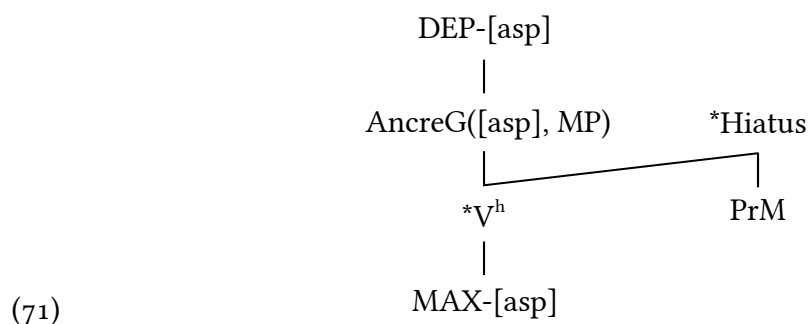 DEP-[asp]
AncreG([asp], MP) *Hiatus
*Vʰ PrM
(71) MAX-[asp]